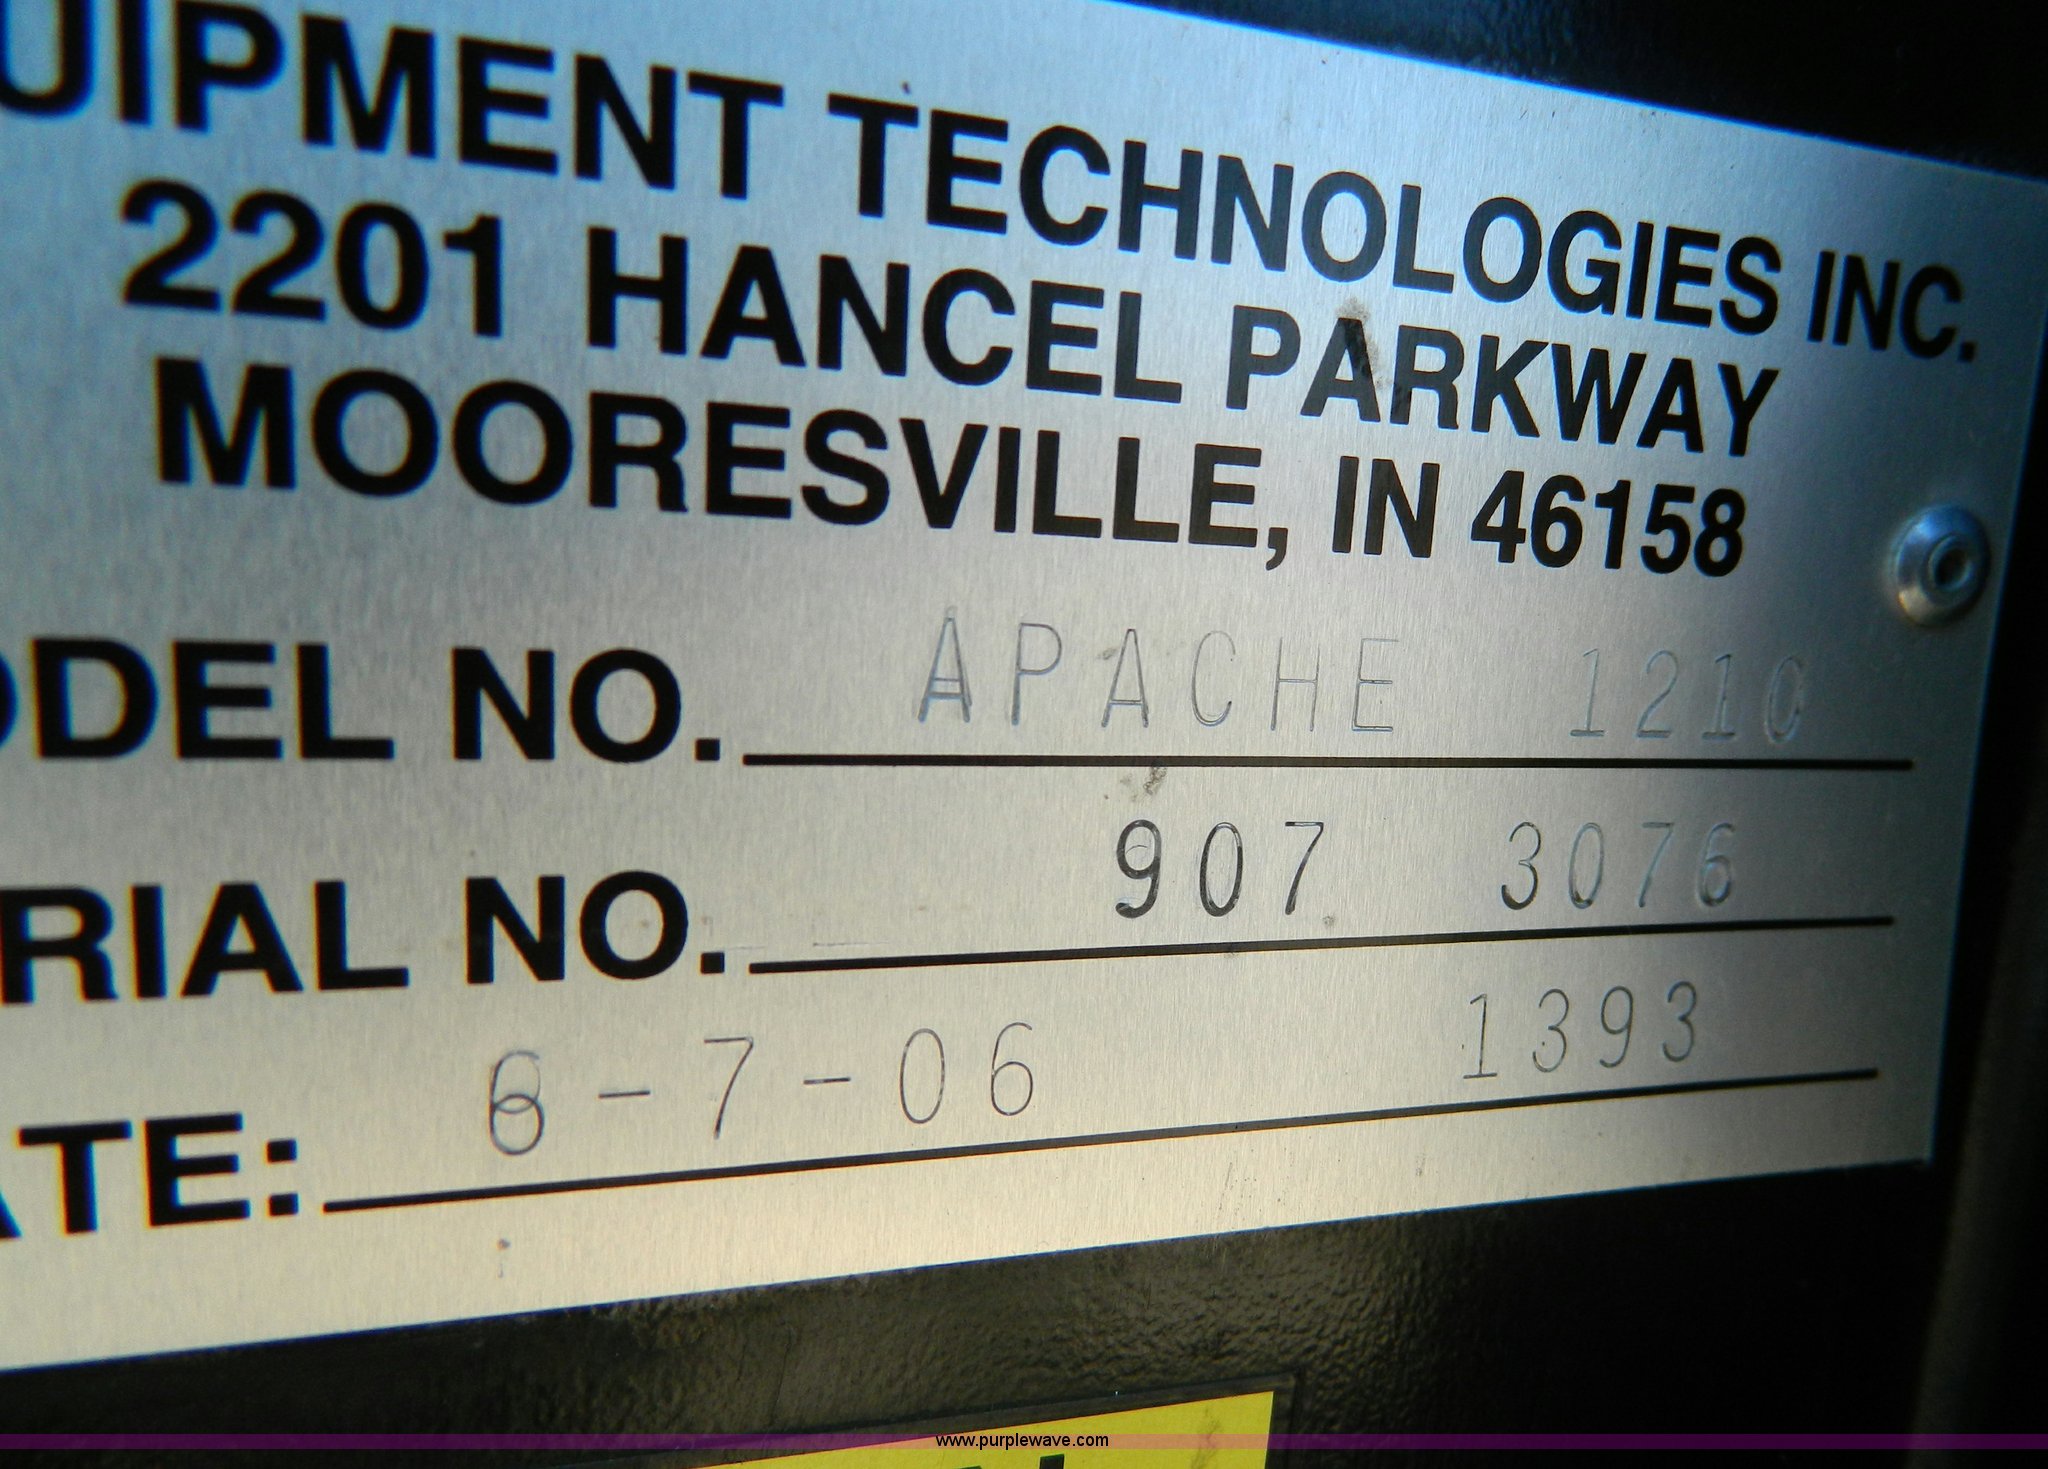 UIPMENT TECHNOLOGIES INC.
2201 HANCEL PARKWAY
MOORESVILLE, IN 46158
ODEL NO. APACHE 1210
RIAL NO. 907 3076
ATE: 6-7-06 1393
www.purplewave.com